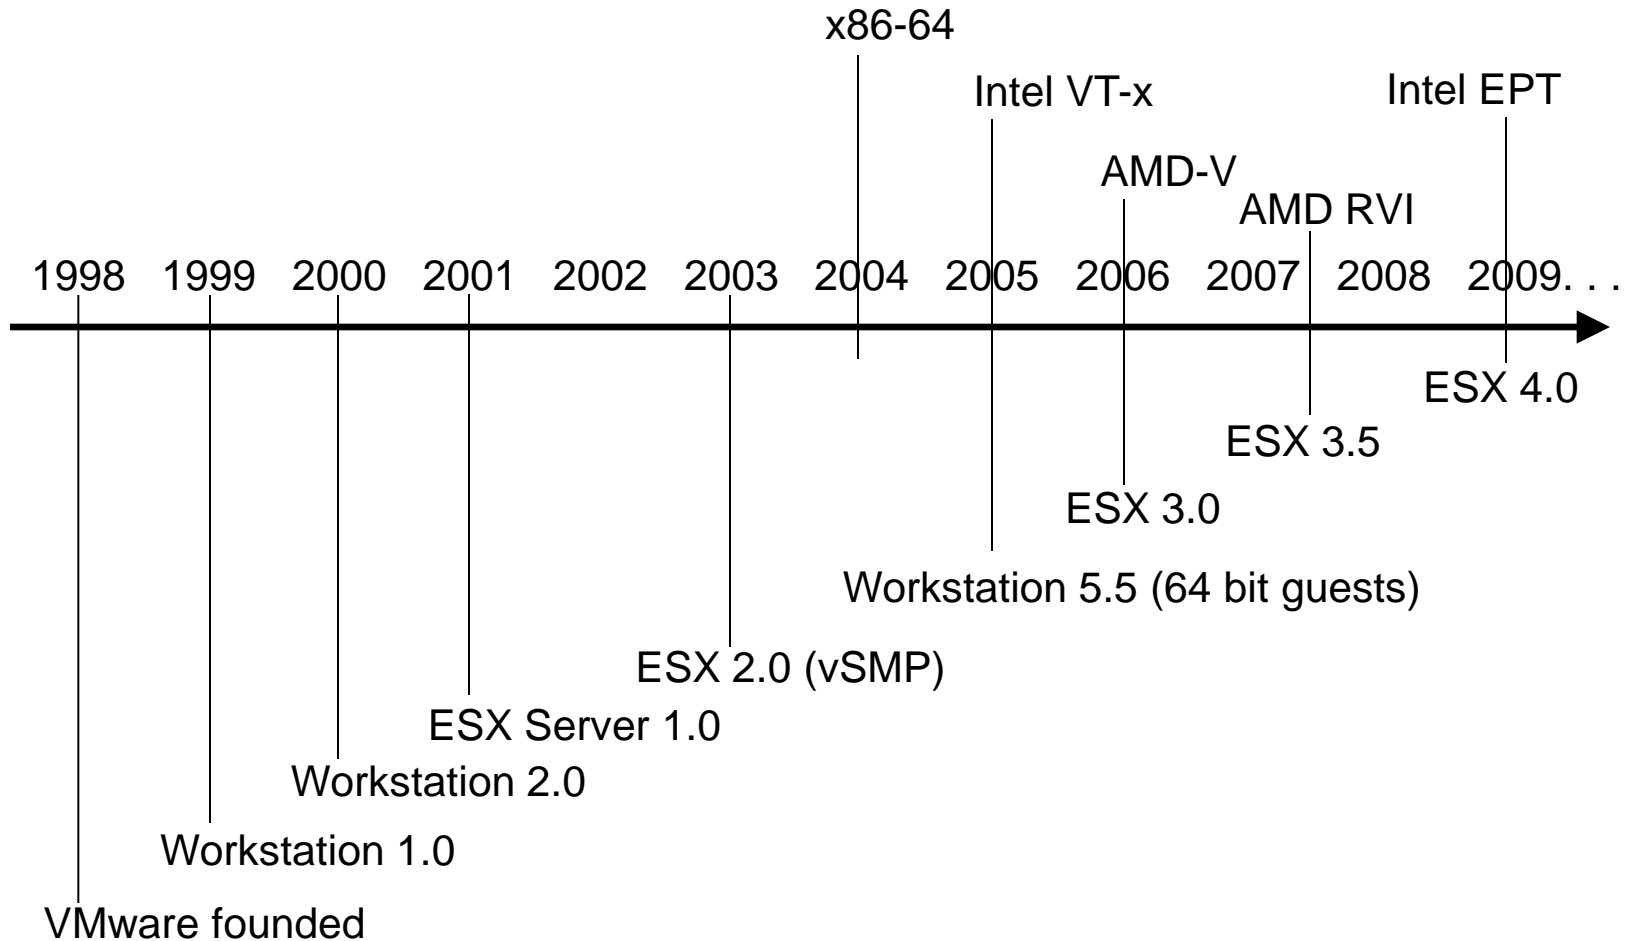 x86-64
Intel VT-x
Intel EPT
AMD-V
AMD RVI
1998 1999 2000 2001 2002 2003 2004 2005 2006 2007 2008 2009. . .
ESX 4.0
ESX 3.5
ESX 3.0
Workstation 5.5 (64 bit guests)
ESX 2.0 (vSMP)
ESX Server 1.0
Workstation 2.0
Workstation 1.0
VMware founded